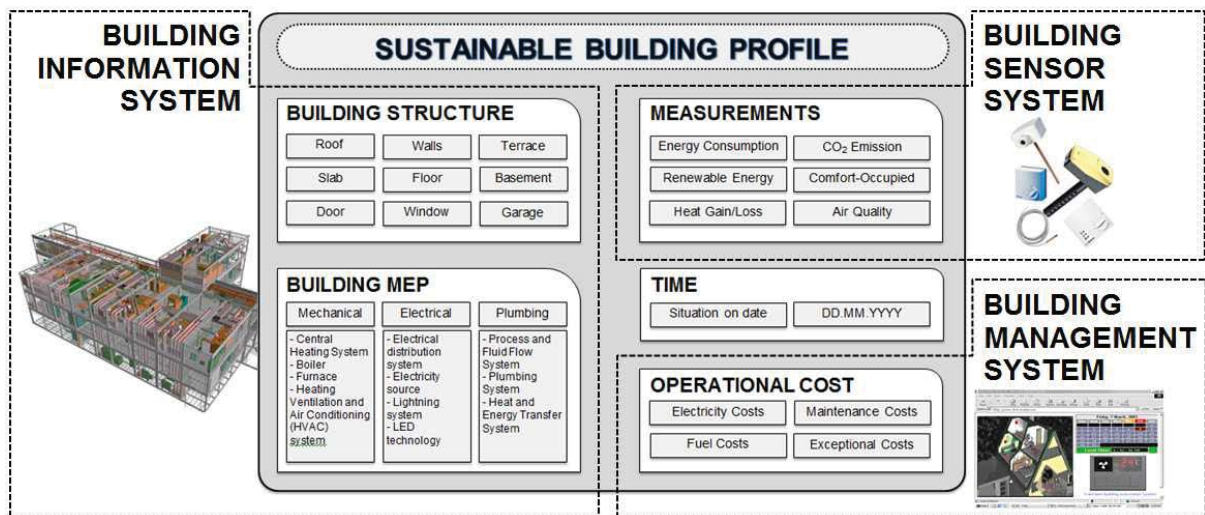 BUILDING
INFORMATION
SYSTEM
SUSTAINABLE BUILDING PROFILE
BUILDING
SENSOR
SYSTEM
BUILDING STRUCTURE
Roof
Walls
Terrace
Slab
Floor
Basement
Door
Window
Garage
MEASUREMENTS
Energy Consumption
CO₂ Emission
Renewable Energy
Comfort-Occupied
Heat Gain/Loss
Air Quality
BUILDING MEP
Mechanical
Electrical
Plumbing
- Central
Heating System
- Boiler
- Furnace
- Heating
Ventilation and
Air Conditioning
(HVAC)
system
- Electrical
distribution
system
- Electricity
source
- Lightning
system
- LED
technology
- Process and
Fluid Flow
System
- Plumbing
System
- Heat and
Energy Transfer
System
TIME
Situation on date
DD.MM.YYYY
BUILDING
MANAGEMENT
SYSTEM
OPERATIONAL COST
Electricity Costs
Maintenance Costs
Fuel Costs
Exceptional Costs